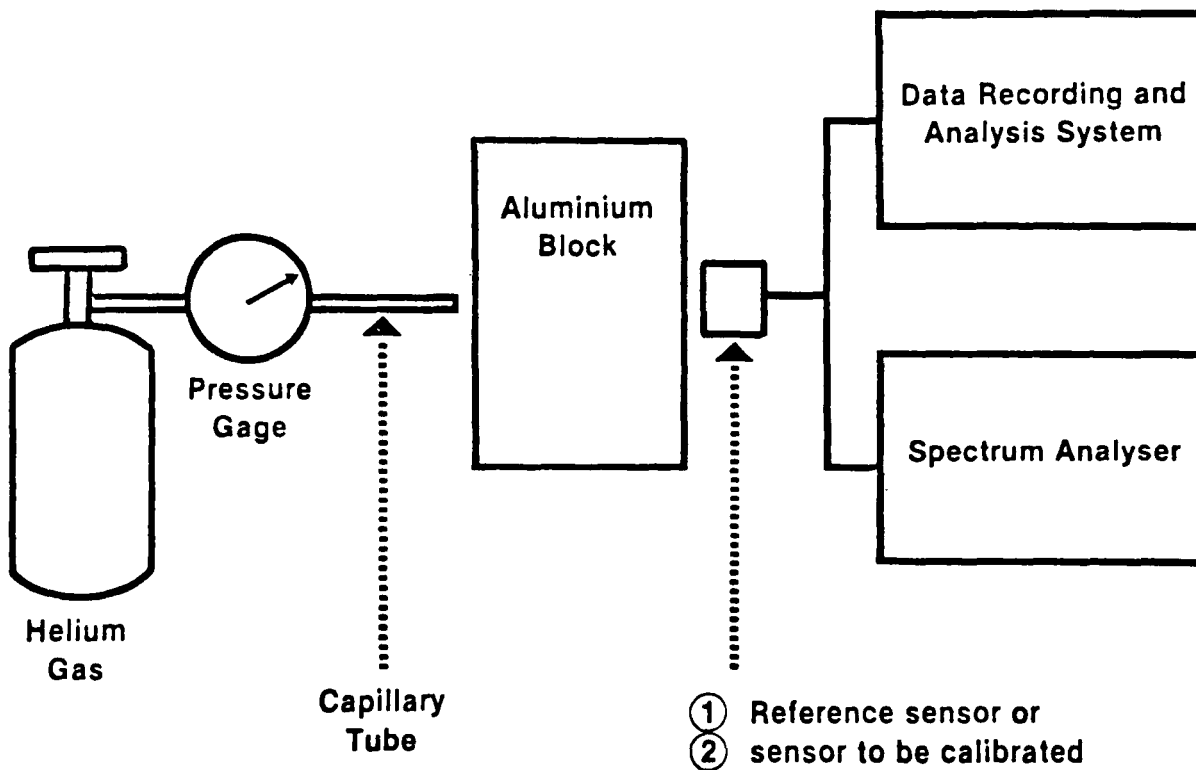 Data Recording and
Analysis System
Aluminium
Block
Pressure
Gage
Spectrum Analyser
Helium
Gas
Capillary
Tube
① Reference sensor or
② sensor to be calibrated